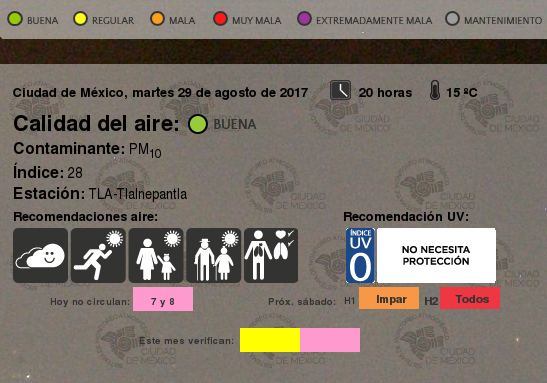 BUENA REGULAR MALA MUY MALA EXTREMADAMENTE MALA MANTENIMIENTO
Ciudad de México, martes 29 de agosto de 2017 20 horas 15 ºC
Calidad del aire: BUENA
Contaminante: PM10
Índice: 28
Estación: TLA-Tlalnepantla
Recomendaciones aire: Recomendación UV:
ÍNDICE
UV
0
NO NECESITA
PROTECCIÓN
Hoy no circulan: 7 y 8 Próx. sábado: H1 Impar H2 Todos
Este mes verifican:
CIUDAD
DE MÉXICO